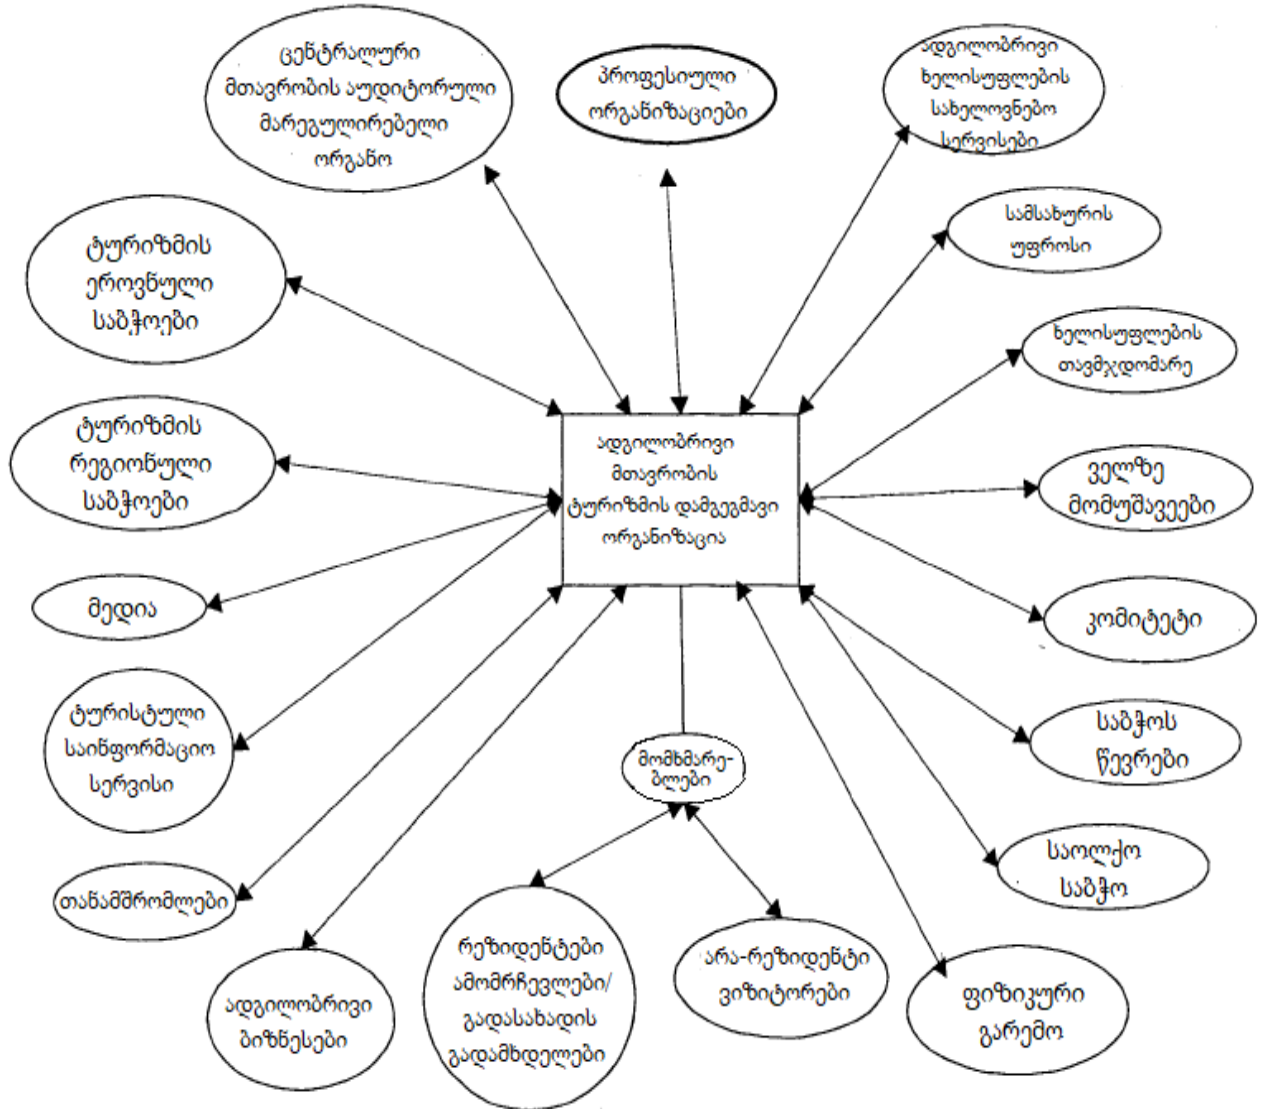 ცენტრალური
მთავრობის აუდიტორული
მარეგულირებელი
ორგანო
პროფესიული
ორგანიზაციები
ადგილობრივი
ხელისუფლების
სახელოვნებო
სერვისები
სამსახურის
უფროსი
ტურიზმის
ეროვნული
საბჭოები
ხელისუფლების
თავმჯდომარე
ტურიზმის
რეგიონული
საბჭოები
ადგილობრივი
მთავრობის
ტურიზმის დამგეგმავი
ორგანიზაცია
ველზე
მომუშავეები
მედია
კომიტეტი
ტურისტული
საინფორმაციო
სერვისი
საბჭოს
წევრები
მომხმარე-
ბლები
საოლქო
საბჭო
თანამშრომლები
ადგილობრივი
ბიზნესები
რეზიდენტები
ამომრჩევლები/
გადასახადის
გადამხდელები
არა-რეზიდენტი
ვიზიტორები
ფიზიკური
გარემო